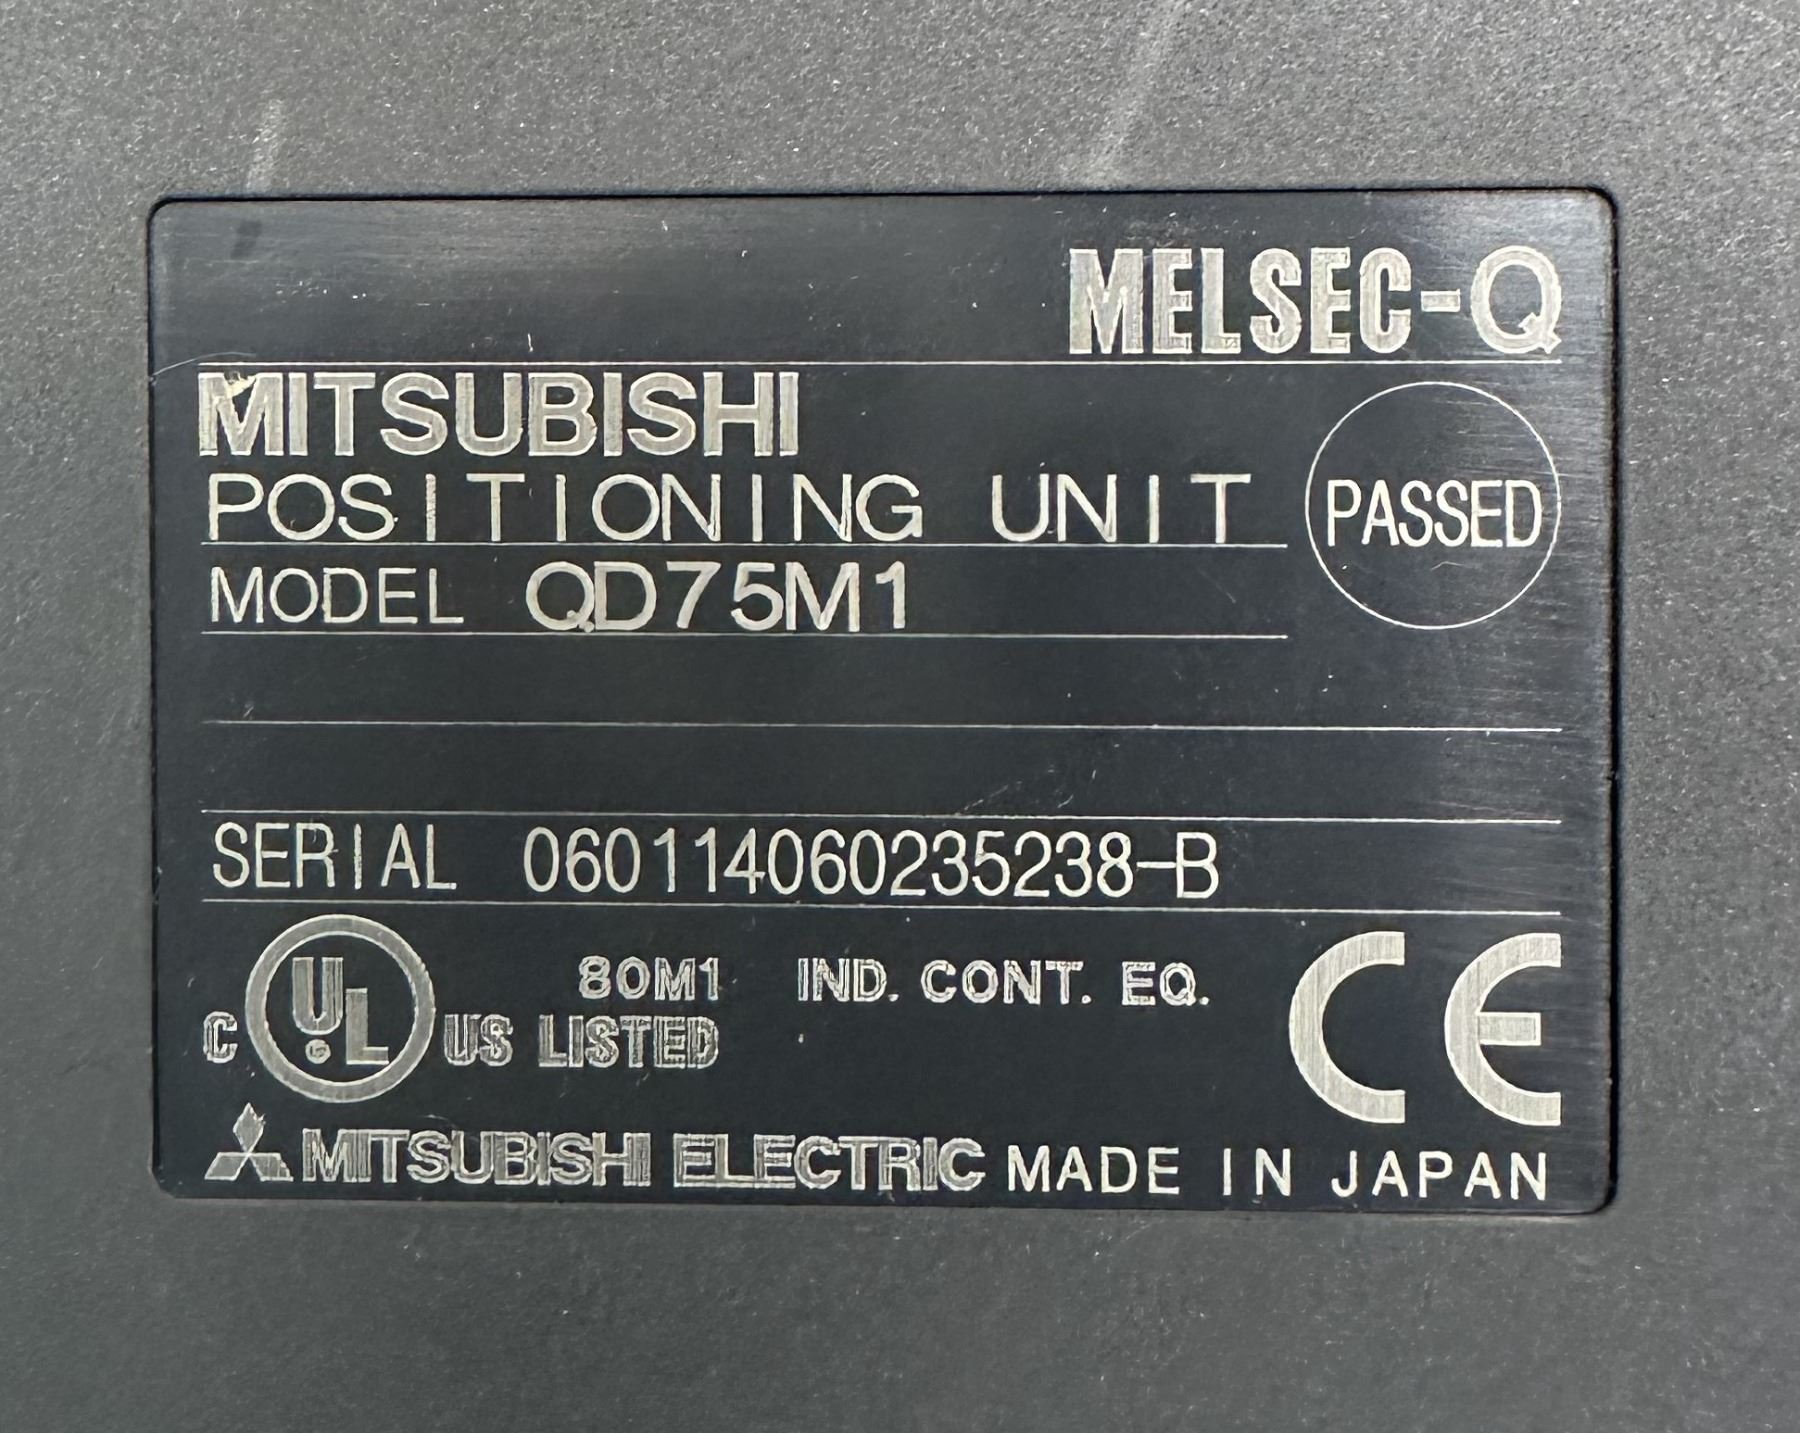 MELSEC-Q
MITSUBISHI
POSITIONING UNIT
PASSED
MODEL QD75M1
SERIAL 060114060235238-B
80M1 IND. CONT. EQ.
C UL US LISTED
CE
MITSUBISHI ELECTRIC MADE IN JAPAN